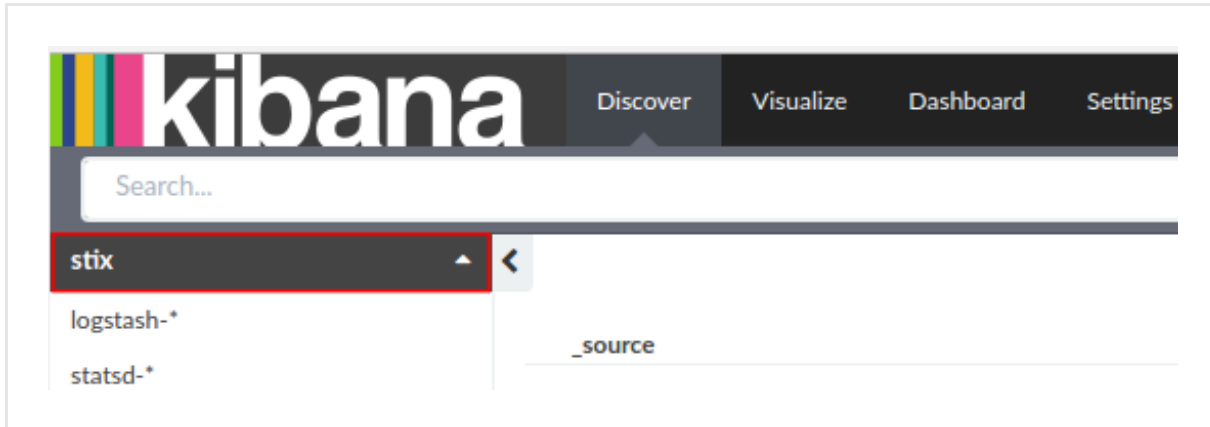 kibana Discover Visualize Dashboard Settings
Search...
stix
logstash-*
_source
statsd-*